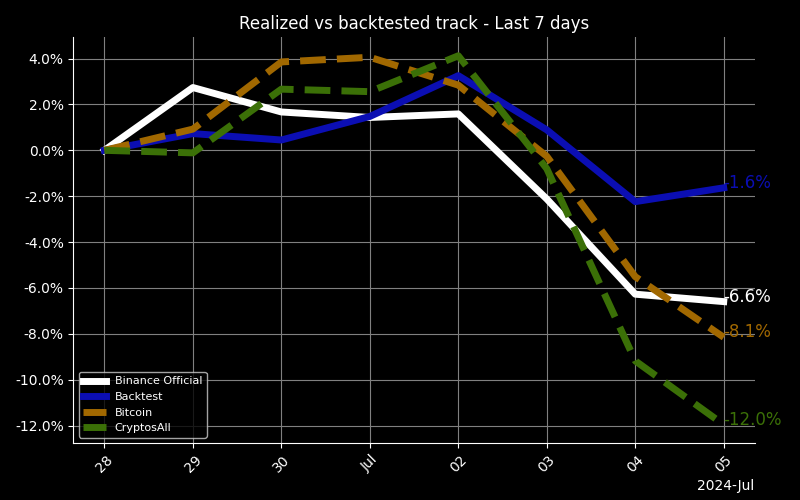 Realized vs backtested track - Last 7 days
4.0%
2.0%
0.0%
-2.0%
-4.0%
-6.0%
-8.0%
-10.0%
-12.0%
-1.6%
-6.6%
-8.1%
-12.0%
Binance Official
Backtest
Bitcoin
CryptosAll
28
29
30
Jul
02
03
04
05
2024-Jul